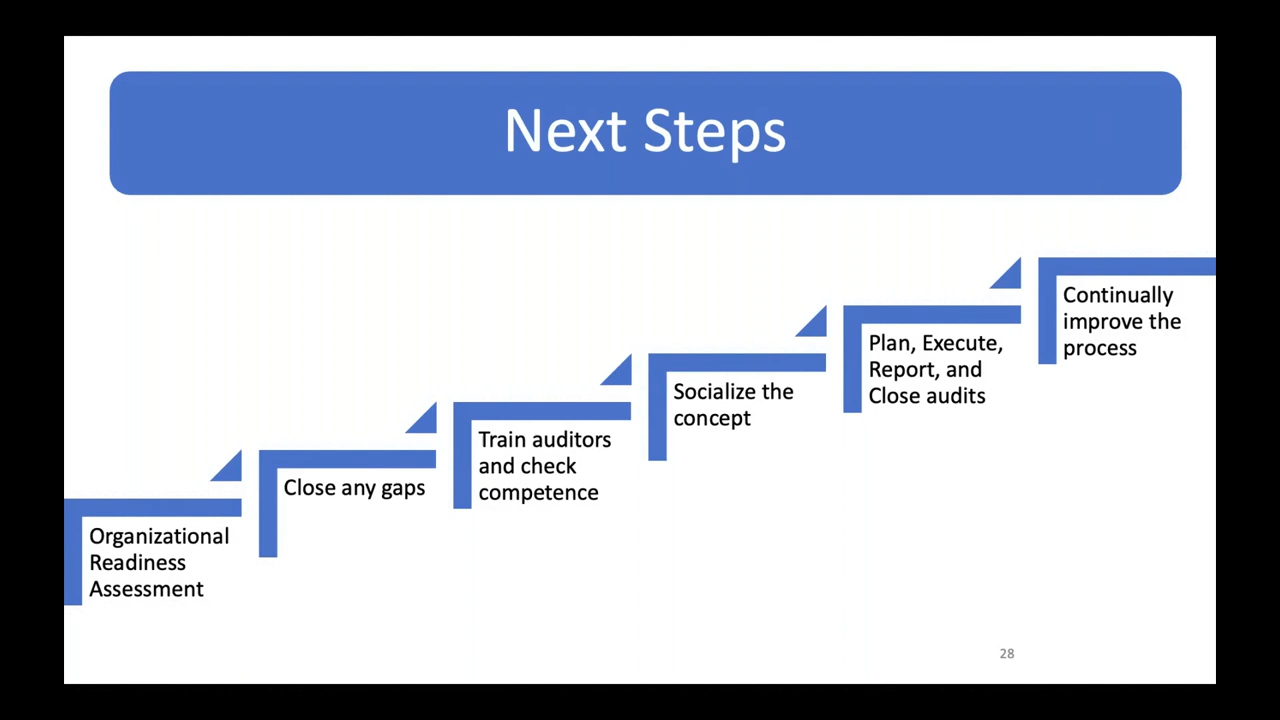 Next Steps
Organizational
Readiness
Assessment
Close any gaps
Train auditors
and check
competence
Socialize the
concept
Plan, Execute,
Report, and
Close audits
Continually
improve the
process
28